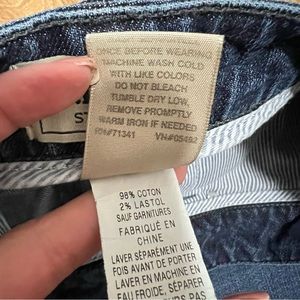 ONCE BEFORE WEARING
MACHINE WASH COLD
WITH LIKE COLORS
DO NOT BLEACH
TUMBLE DRY LOW,
REMOVE PROMPTLY
WARM IRON IF NEEDED
RN#71341 VN#05492
98% COTON
2% LASTOL
SAUF GARNITURES
FABRIQUÉ EN
CHINE
LAVER SÉPARÉMENT UNE
FOIS AVANT DE PORTER
LAVER EN MACHINE EN
EAU FROIDE, SÉPARER